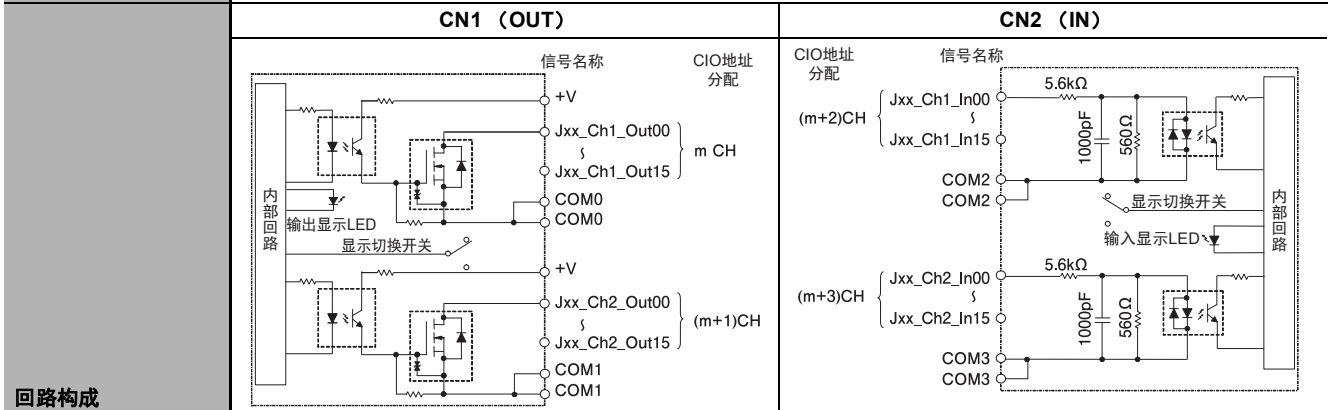 CN1 （OUT）
CN2 （IN）
回路构成
信号名称
CIO地址
分配
+V
Jxx_Ch1_Out00
~
Jxx_Ch1_Out15
m CH
COM0
COM0
内部回路
输出显示LED
显示切换开关
+V
Jxx_Ch2_Out00
~
Jxx_Ch2_Out15
(m+1)CH
COM1
COM1
CIO地址
分配
信号名称
5.6kΩ
Jxx_Ch1_In00
~
Jxx_Ch1_In15
(m+2)CH
1000pF
560Ω
COM2
COM2
显示切换开关
输入显示LED
内部回路
5.6kΩ
Jxx_Ch2_In00
~
Jxx_Ch2_In15
(m+3)CH
1000pF
560Ω
COM3
COM3